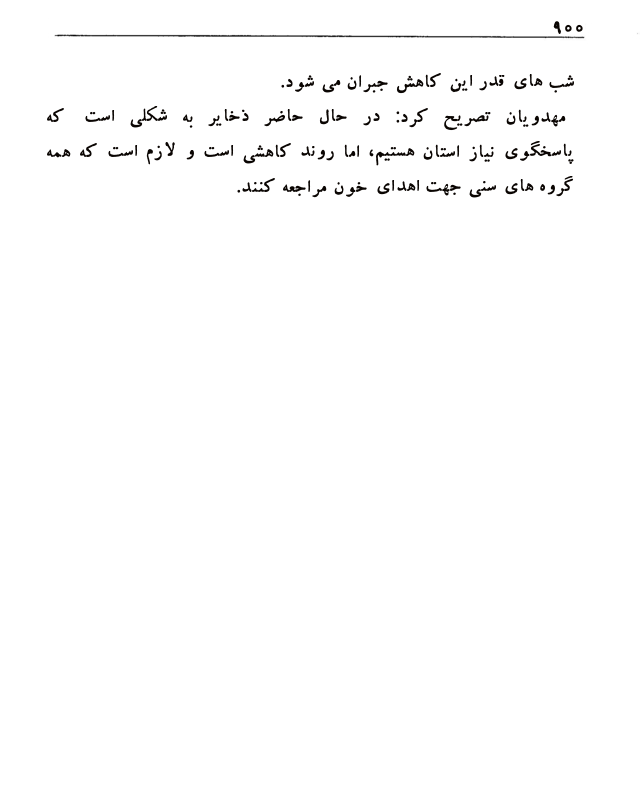 ۹۰۰
شب های قدر این کاهش جبران می شود.
مهدویان تصریح کرد: در حال حاضر ذخایر به شکلی است که
پاسخگوی نیاز استان هستیم، اما روند کاهشی است و لازم است که همه
گروه های سنی جهت اهدای خون مراجعه کنند.